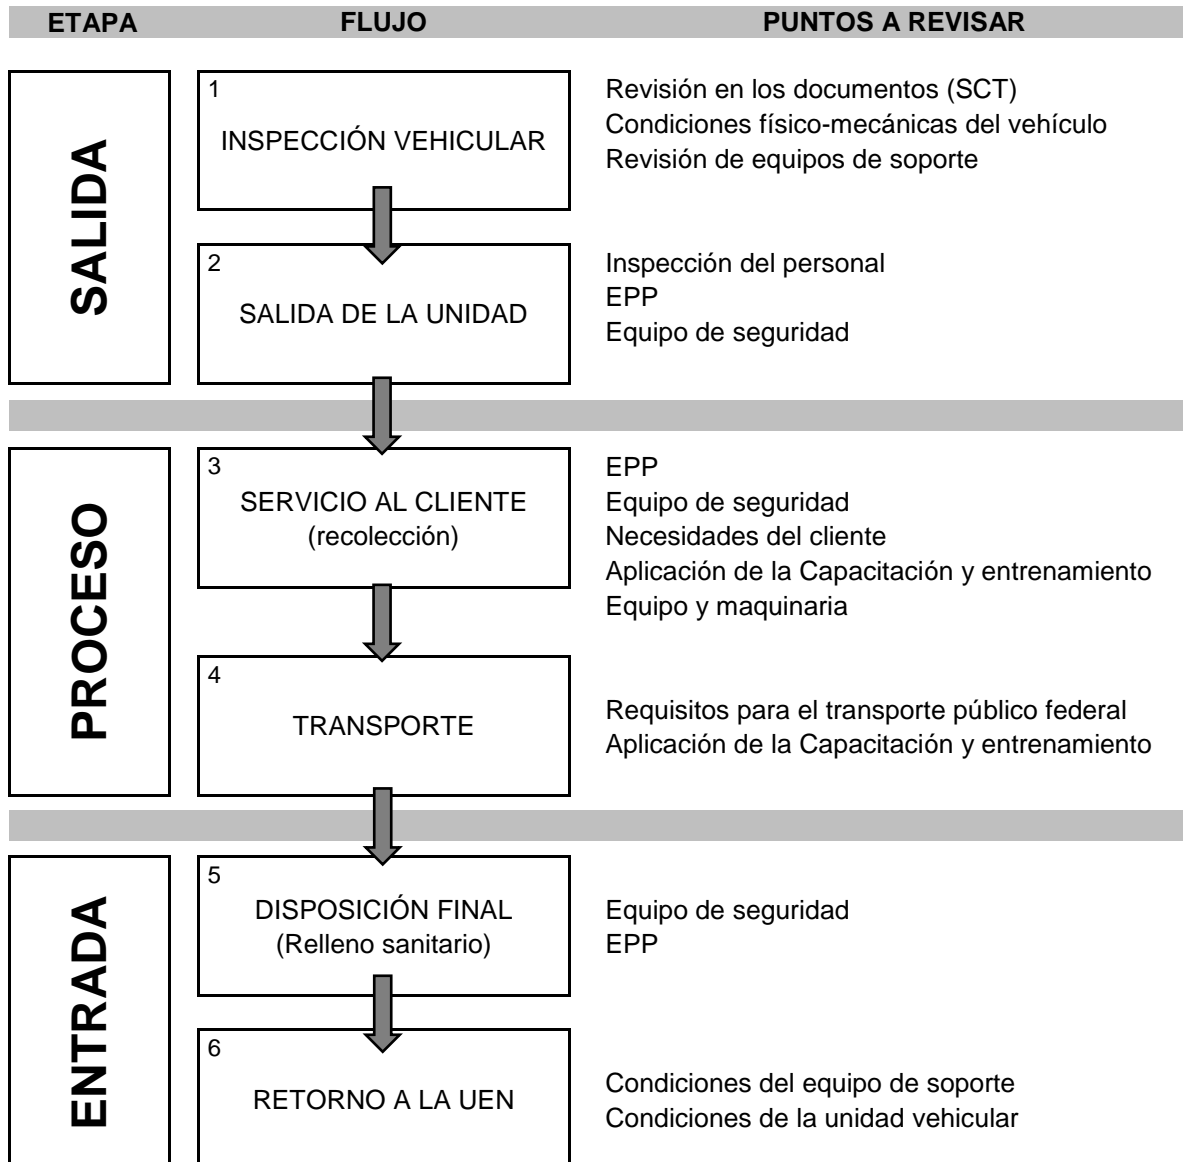 ETAPA FLUJO PUNTOS A REVISAR
SALIDA
1
INSPECCIÓN VEHICULAR
Revisión en los documentos (SCT)
Condiciones físico-mecánicas del vehículo
Revisión de equipos de soporte
2
SALIDA DE LA UNIDAD
Inspección del personal
EPP
Equipo de seguridad
PROCESO
3
SERVICIO AL CLIENTE
(recolección)
EPP
Equipo de seguridad
Necesidades del cliente
Aplicación de la Capacitación y entrenamiento
Equipo y maquinaria
4
TRANSPORTE
Requisitos para el transporte público federal
Aplicación de la Capacitación y entrenamiento
ENTRADA
5
DISPOSICIÓN FINAL
(Relleno sanitario)
Equipo de seguridad
EPP
6
RETORNO A LA UEN
Condiciones del equipo de soporte
Condiciones de la unidad vehicular